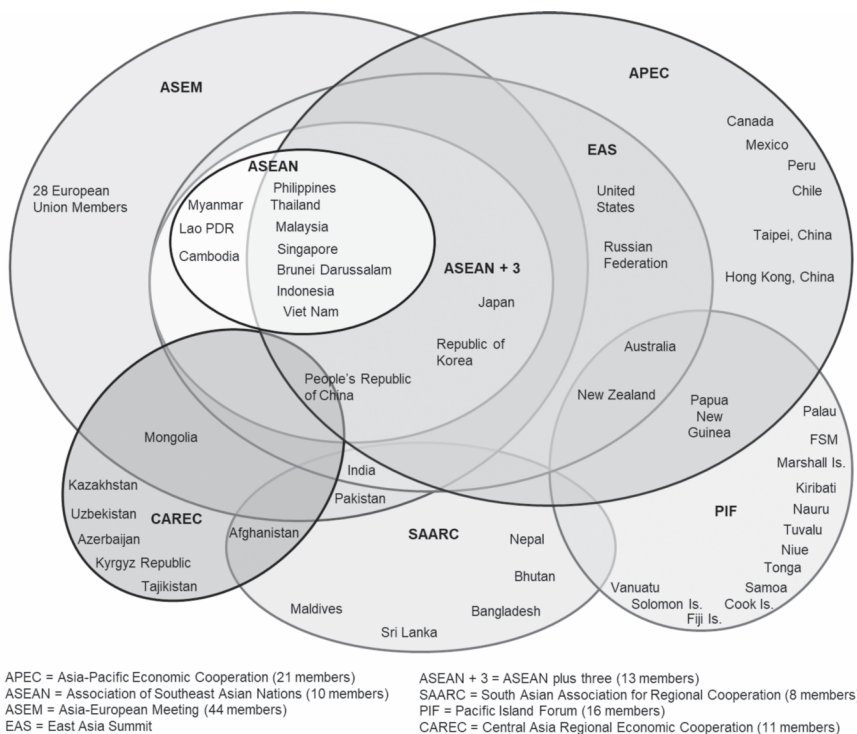 ASEM
APEC
Canada
Mexico
Peru
Chile
Taipei, China
Hong Kong, China
EAS
United
States
Russian
Federation
28 European
Union Members
ASEAN
Philippines
Myanmar
Thailand
Lao PDR
Malaysia
Cambodia
Singapore
Brunei Darussalam
Indonesia
Viet Nam
ASEAN + 3
Japan
Republic of
Korea
People's Republic
of China
Australia
New Zealand
Papua
New
Guinea
Palau
FSM
Marshall Is.
Kiribati
Nauru
Tuvalu
Niue
Tonga
Samoa
Cook Is.
Fiji Is.
Solomon Is.
Vanuatu
PIF
Mongolia
Kazakhstan
Uzbekistan
CAREC
Azerbaijan
Kyrgyz Republic
Tajikistan
Afghanistan
India
Pakistan
SAARC
Nepal
Bhutan
Bangladesh
Sri Lanka
Maldives
APEC = Asia-Pacific Economic Cooperation (21 members)
ASEAN = Association of Southeast Asian Nations (10 members)
ASEM = Asia-European Meeting (44 members)
EAS = East Asia Summit
ASEAN + 3 = ASEAN plus three (13 members)
SAARC = South Asian Association for Regional Cooperation (8 members)
PIF = Pacific Island Forum (16 members)
CAREC = Central Asia Regional Economic Cooperation (11 members)